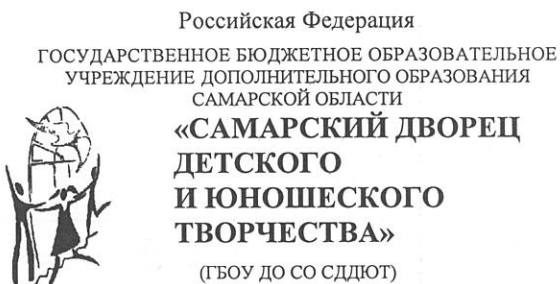 Российская Федерация
ГОСУДАРСТВЕННОЕ БЮДЖЕТНОЕ ОБРАЗОВАТЕЛЬНОЕ
УЧРЕЖДЕНИЕ ДОПОЛНИТЕЛЬНОГО ОБРАЗОВАНИЯ
САМАРСКОЙ ОБЛАСТИ
«САМАРСКИЙ ДВОРЕЦ
ДЕТСКОГО
И ЮНОШЕСКОГО
ТВОРЧЕСТВА»
(ГБОУ ДО СО СДДЮТ)